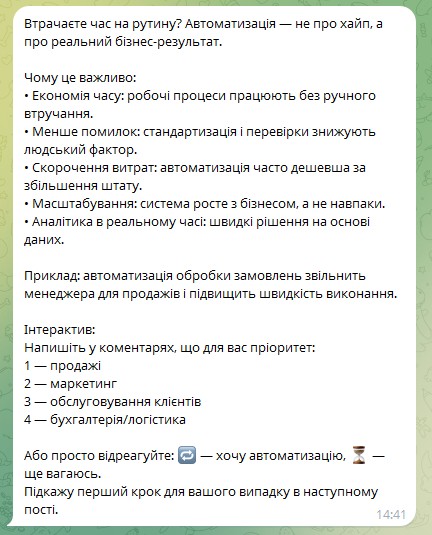 Втрачаєте час на рутину? Автоматизація — не про хайп, а
про реальний бізнес-результат.
Чому це важливо:
• Економія часу: робочі процеси працюють без ручного
втручання.
• Менше помилок: стандартизація і перевірки знижують
людський фактор.
• Скорочення витрат: автоматизація часто дешевша за
збільшення штату.
• Масштабування: система росте з бізнесом, а не навпаки.
• Аналітика в реальному часі: швидкі рішення на основі
даних.
Приклад: автоматизація обробки замовлень звільнить
менеджера для продажів і підвищить швидкість виконання.
Інтерактив:
Напишіть у коментарях, що для вас пріоритет:
1 — продажі
2 — маркетинг
3 — обслуговування клієнтів
4 — бухгалтерія/логістика
Або просто відреагуйте: 🔁 — хочу автоматизацію, ⏳ —
ще вагаюсь.
Підкажу перший крок для вашого випадку в наступному
пості.
14:41